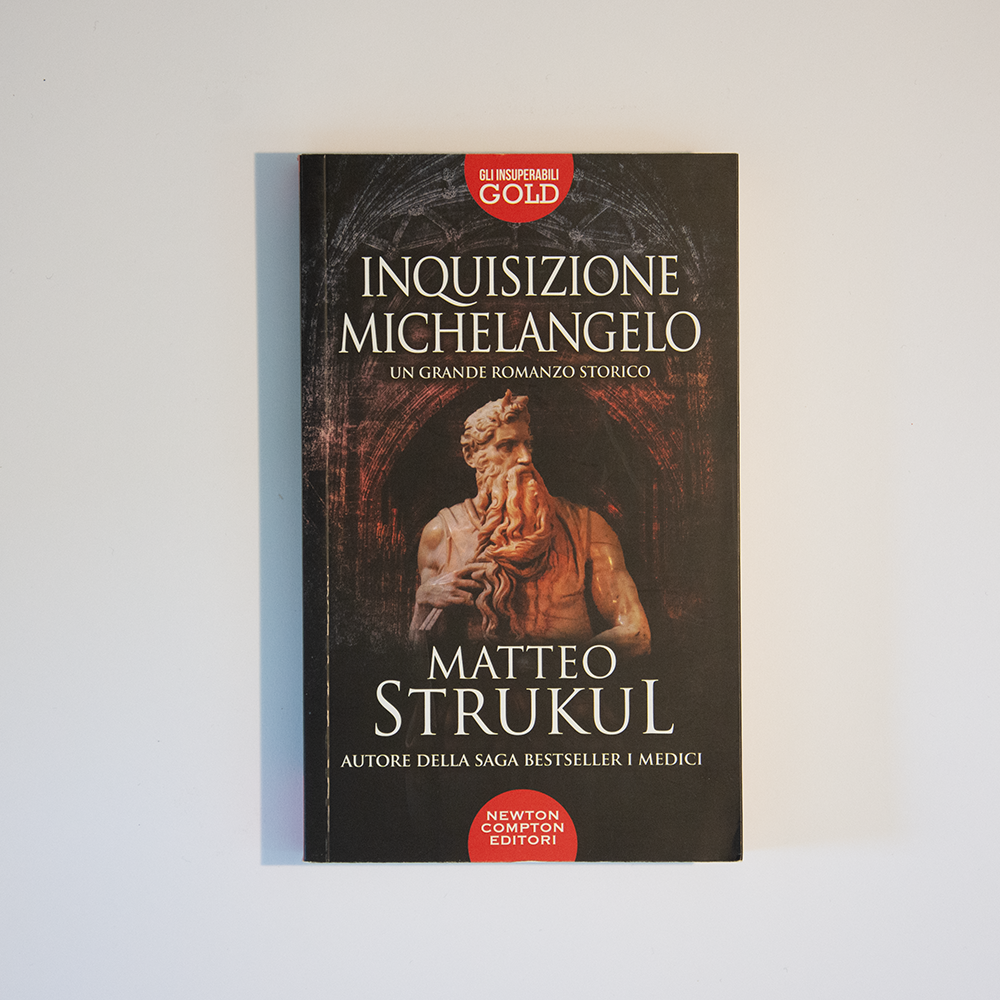 GLI INSUPERABILI
GOLD
INQUISIZIONE
MICHELANGELO
UN GRANDE ROMANZO STORICO
MATTEO
STRUKUL
AUTORE DELLA SAGA BESTSELLER I MEDICI
NEWTON
COMPTON
EDITORI